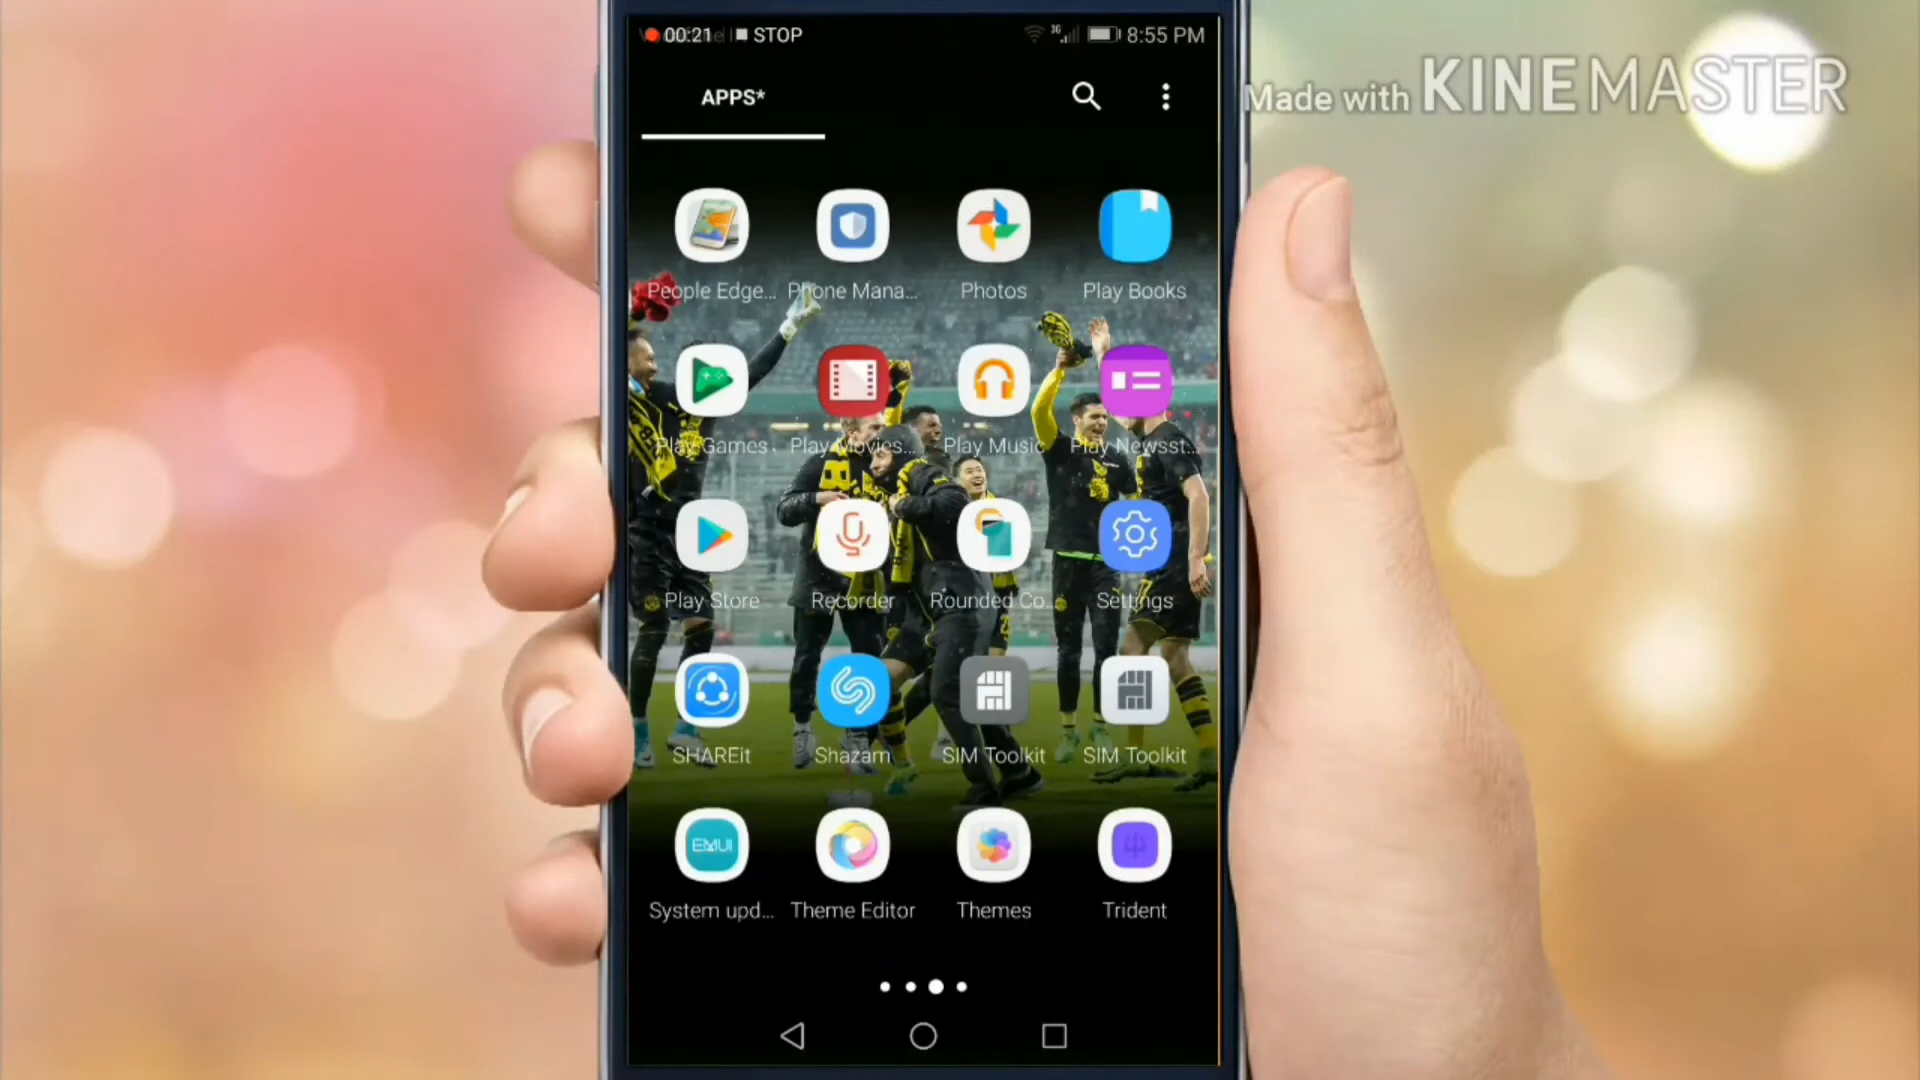 00:21 STOP 8:55 PM
Made with KINEMASTER
APPS*
People Edge... Phone Mana... Photos Play Books
Play Games Play Movies... Play Music Play Newsst...
Play Store Recorder Rounded Co... Settings
SHAREit Shazam SIM Toolkit SIM Toolkit
EMUI
System upd... Theme Editor Themes Trident